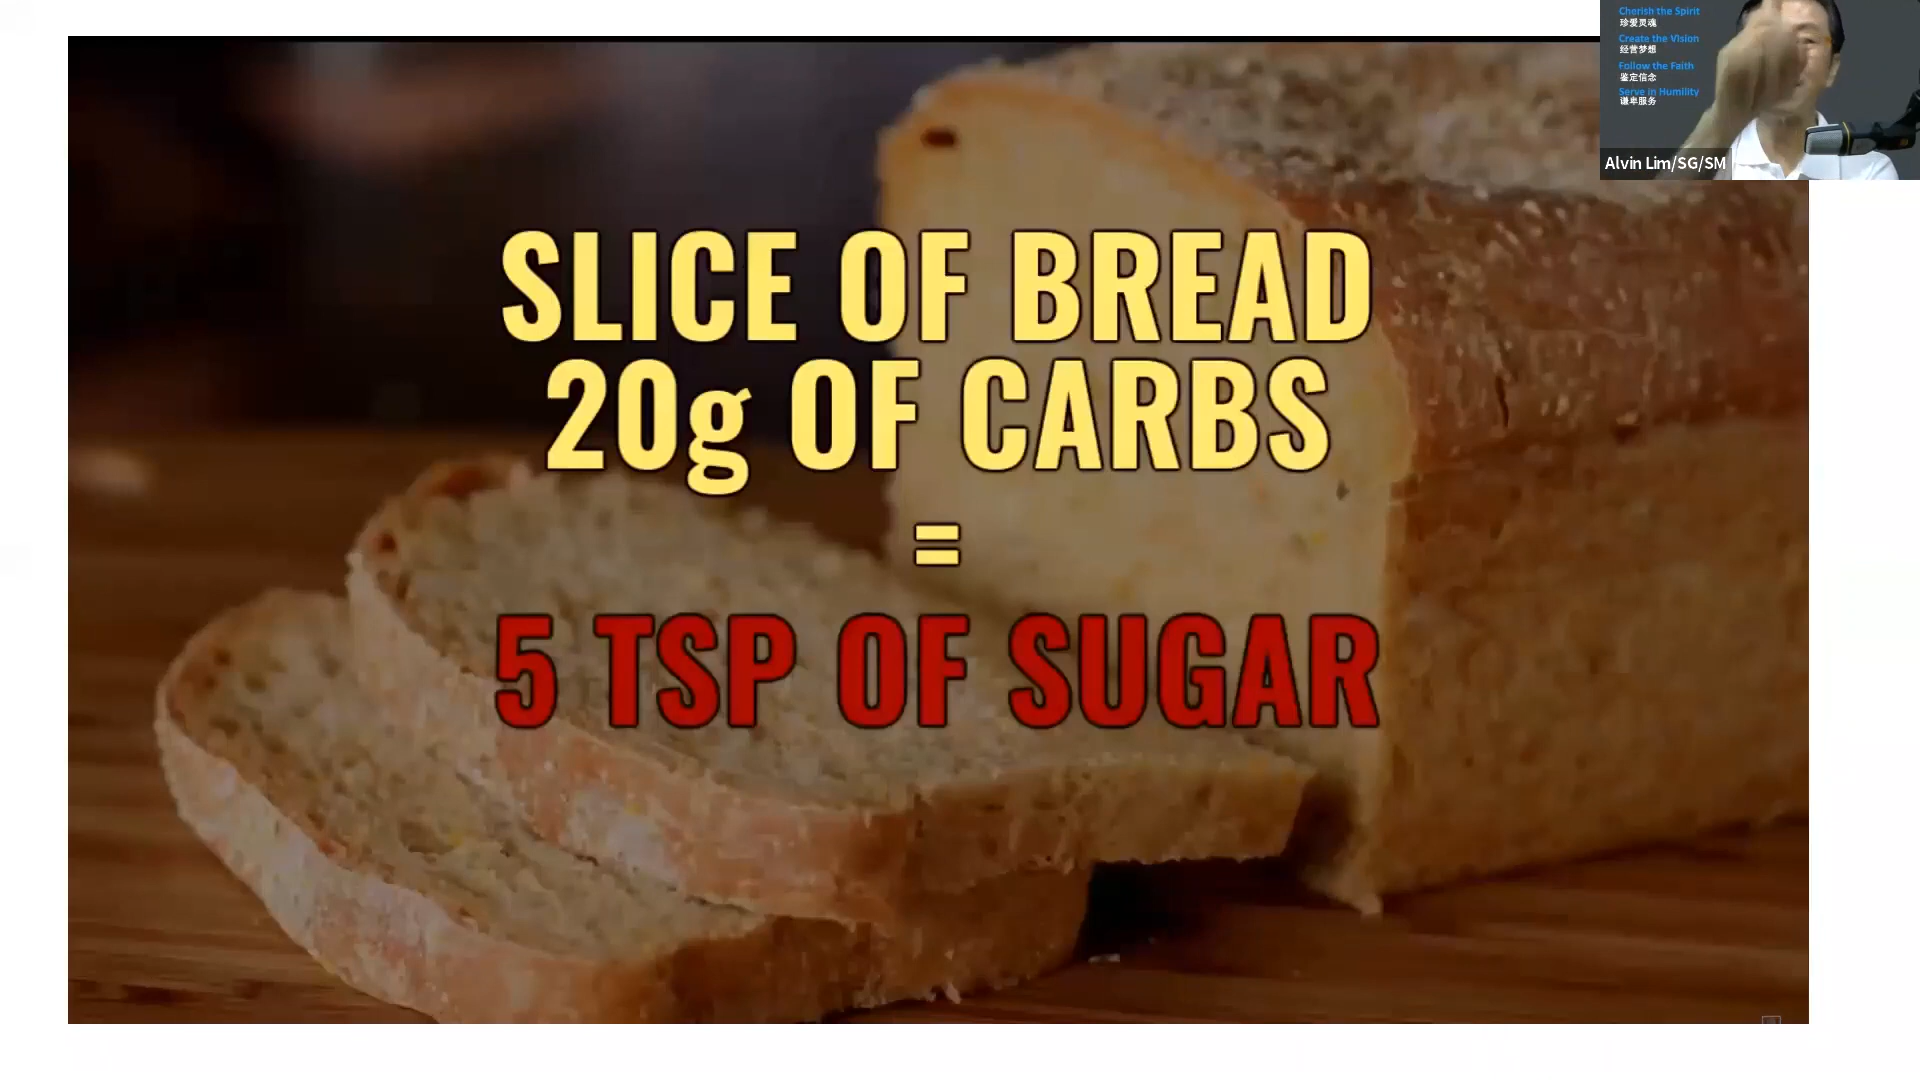 SLICE OF BREAD
20g OF CARBS
=
5 TSP OF SUGAR
Cherish the Spirit
珍爱灵魂
Create the VIsion
经营梦想
Follow the Faith
鉴定信念
Serve in Humility
谦卑服务
Alvin Lim/SG/SM